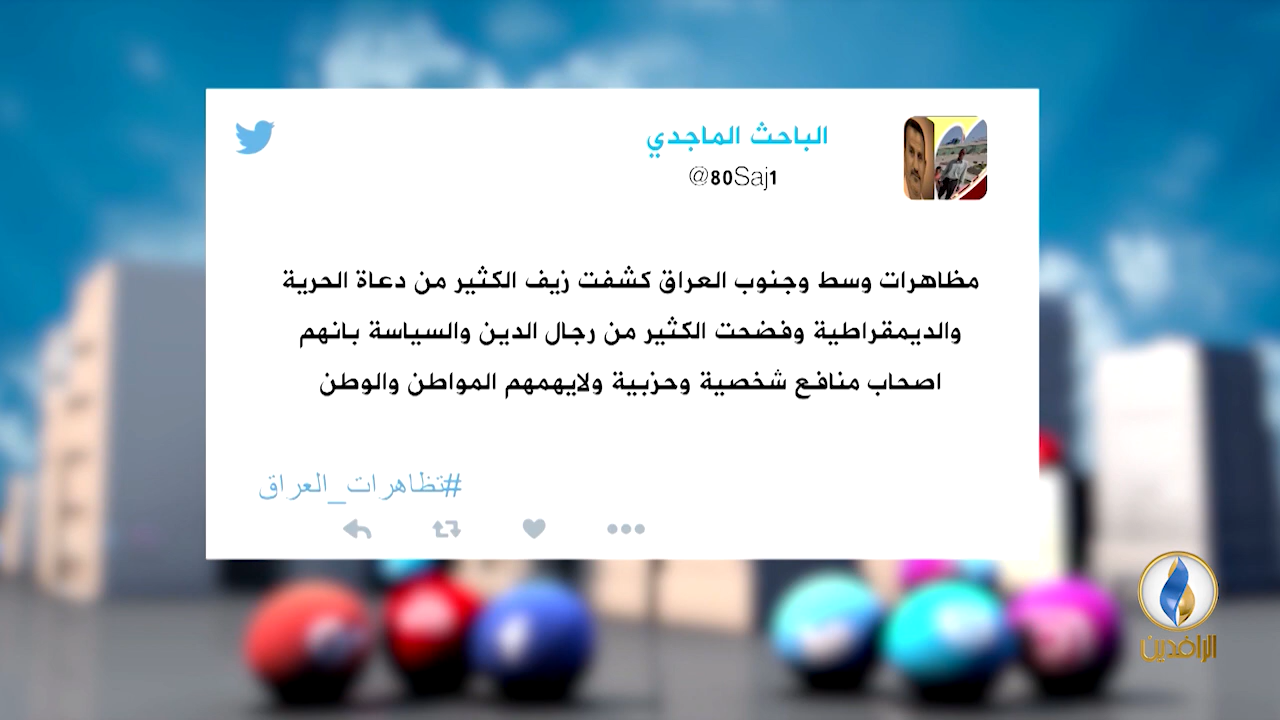 الباحث الماجدي
@80Saj1
مظاهرات وسط وجنوب العراق كشفت زيف الكثير من دعاة الحرية
والديمقراطية وفضحت الكثير من رجال الدين والسياسة بانهم
اصحاب منافع شخصية وحزبية ولايهمهم المواطن والوطن
#تظاهرات_العراق
الرافدين